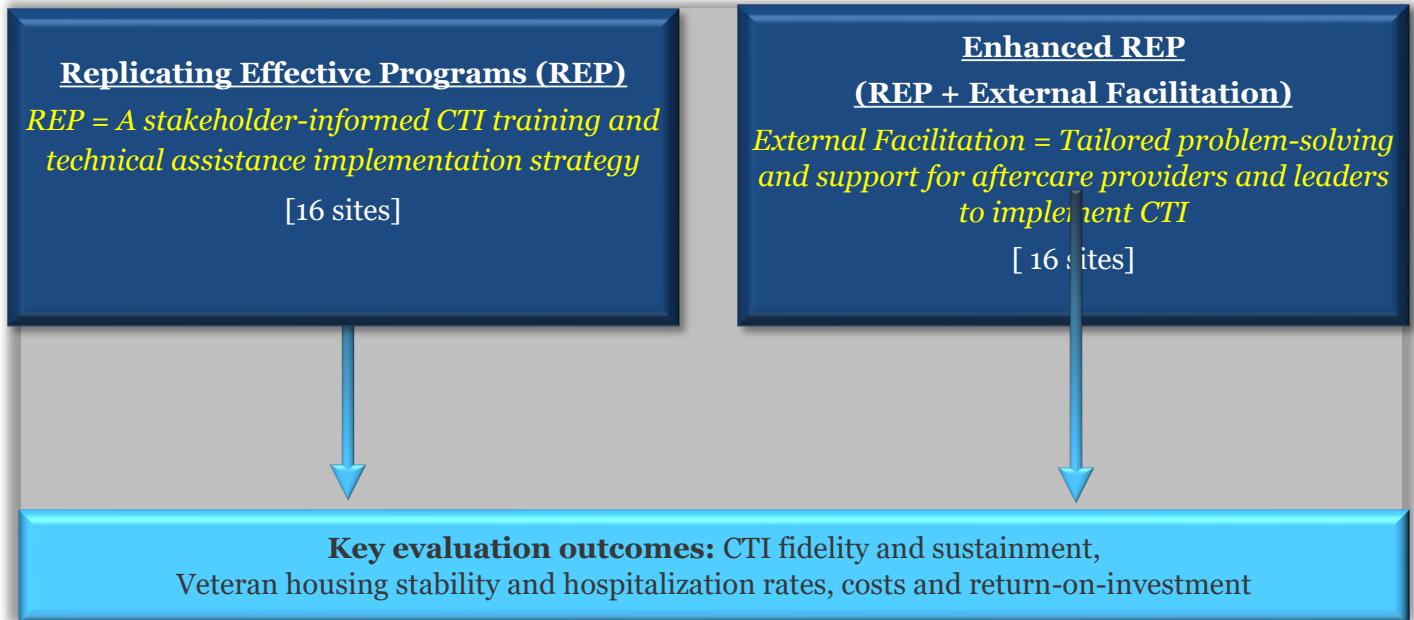 Replicating Effective Programs (REP)
REP = A stakeholder-informed CTI training and
technical assistance implementation strategy
[16 sites]
Enhanced REP
(REP + External Facilitation)
External Facilitation = Tailored problem-solving
and support for aftercare providers and leaders
to implement CTI
[ 16 sites]
Key evaluation outcomes: CTI fidelity and sustainment,
Veteran housing stability and hospitalization rates, costs and return-on-investment